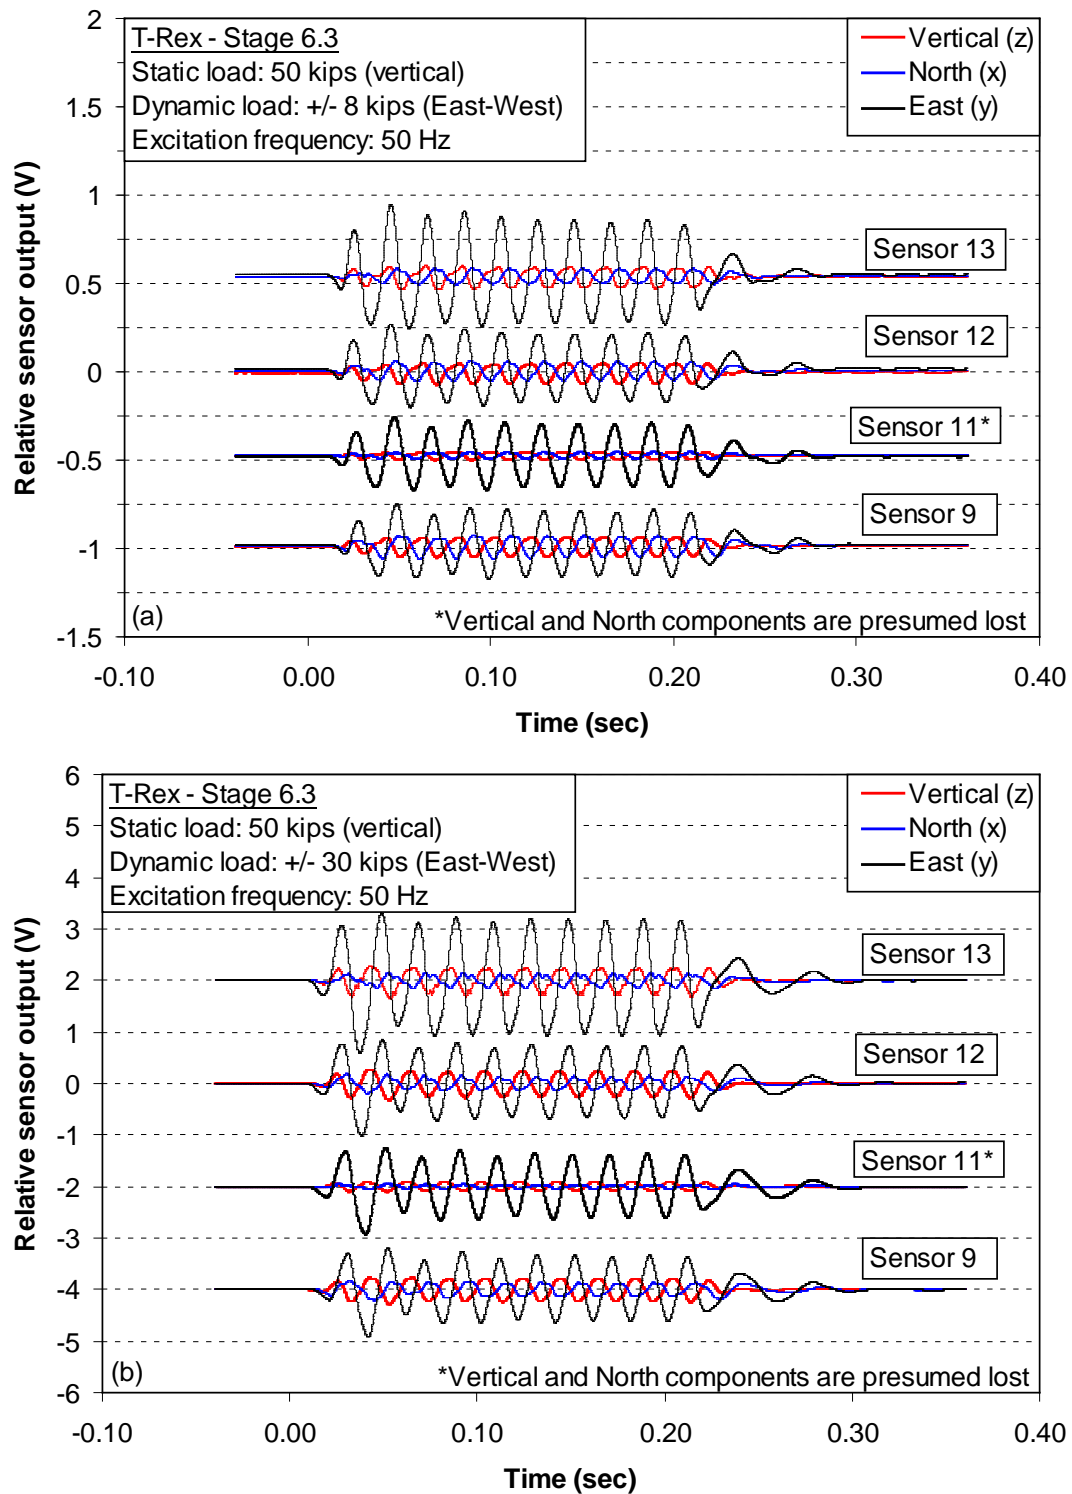 T-Rex - Stage 6.3
Static load: 50 kips (vertical)
Dynamic load: +/- 8 kips (East-West)
Excitation frequency: 50 Hz
Vertical (z)
North (x)
East (y)
Relative sensor output (V)
2
1.5
1
0.5
0
-0.5
-1
-1.5
Sensor 13
Sensor 12
Sensor 11*
Sensor 9
(a)
*Vertical and North components are presumed lost
-0.10
0.00
0.10
0.20
0.30
0.40
Time (sec)
T-Rex - Stage 6.3
Static load: 50 kips (vertical)
Dynamic load: +/- 30 kips (East-West)
Excitation frequency: 50 Hz
Vertical (z)
North (x)
East (y)
Relative sensor output (V)
6
5
4
3
2
1
0
-1
-2
-3
-4
-5
-6
Sensor 13
Sensor 12
Sensor 11*
Sensor 9
(b)
*Vertical and North components are presumed lost
-0.10
0.00
0.10
0.20
0.30
0.40
Time (sec)